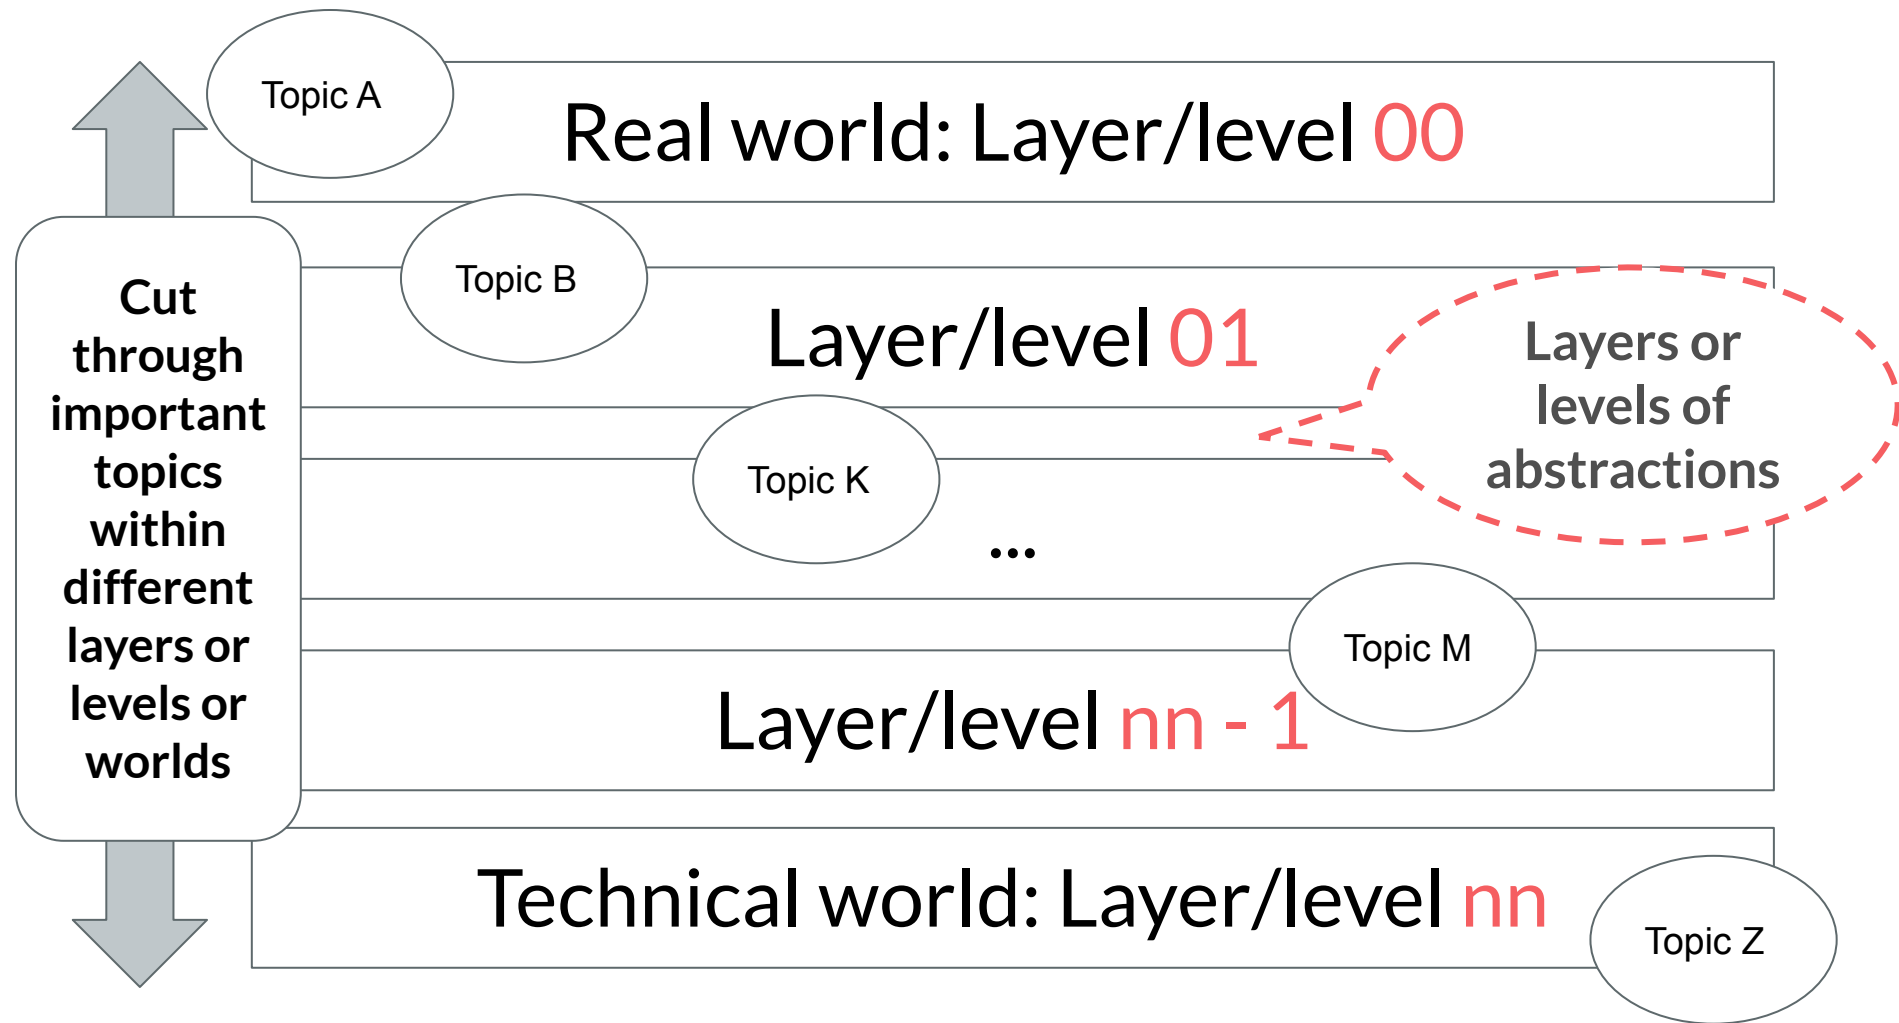 Topic A
Real world: Layer/level 00
Topic B
Layer/level 01
Cut
through
important
topics
within
different
layers or
levels or
worlds
Layers or
levels of
abstractions
Topic K
...
Topic M
Layer/level nn - 1
Technical world: Layer/level nn
Topic Z